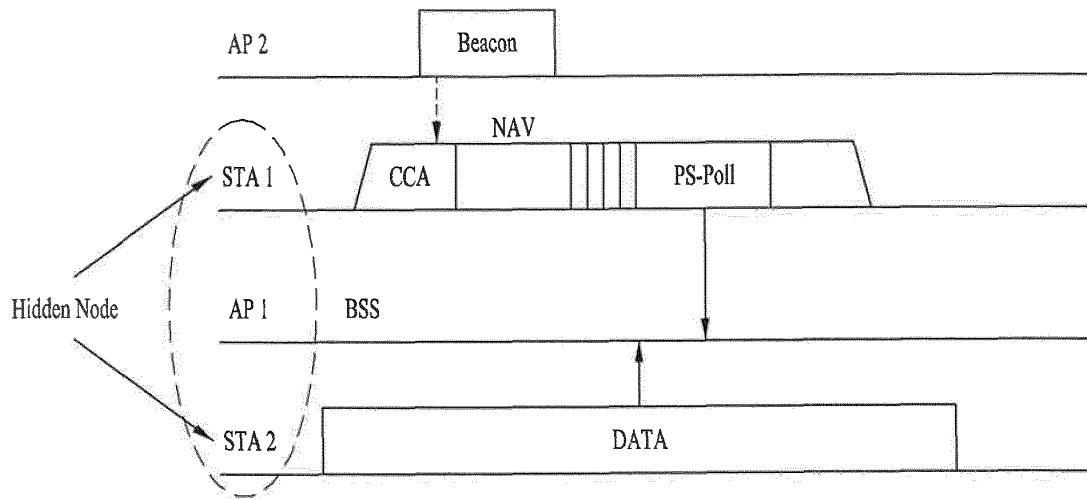 AP 2
Beacon
NAV
STA 1
CCA
PS-Poll
Hidden Node
AP 1
BSS
STA 2
DATA